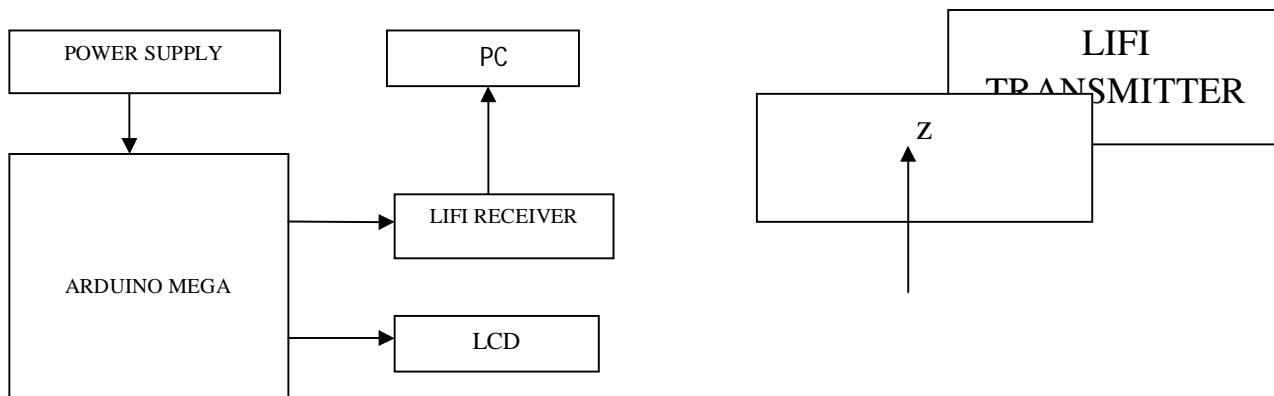 POWER SUPPLY
PC
LIFI
TRANSMITTER
z
LIFI RECEIVER
ARDUINO MEGA
LCD